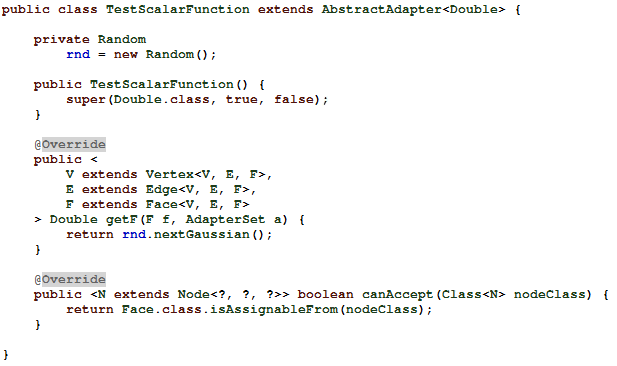 public class TestScalarFunction extends AbstractAdapter<Double> {
private Random
rnd = new Random();
public TestScalarFunction() {
super(Double.class, true, false);
}
@Override
public <
V extends Vertex<V, E, F>,
E extends Edge<V, E, F>,
F extends Face<V, E, F>
> Double getF(F f, AdapterSet a) {
return rnd.nextGaussian();
}
@Override
public <N extends Node<?, ?, ?>> boolean canAccept(Class<N> nodeClass) {
return Face.class.isAssignableFrom(nodeClass);
}
}